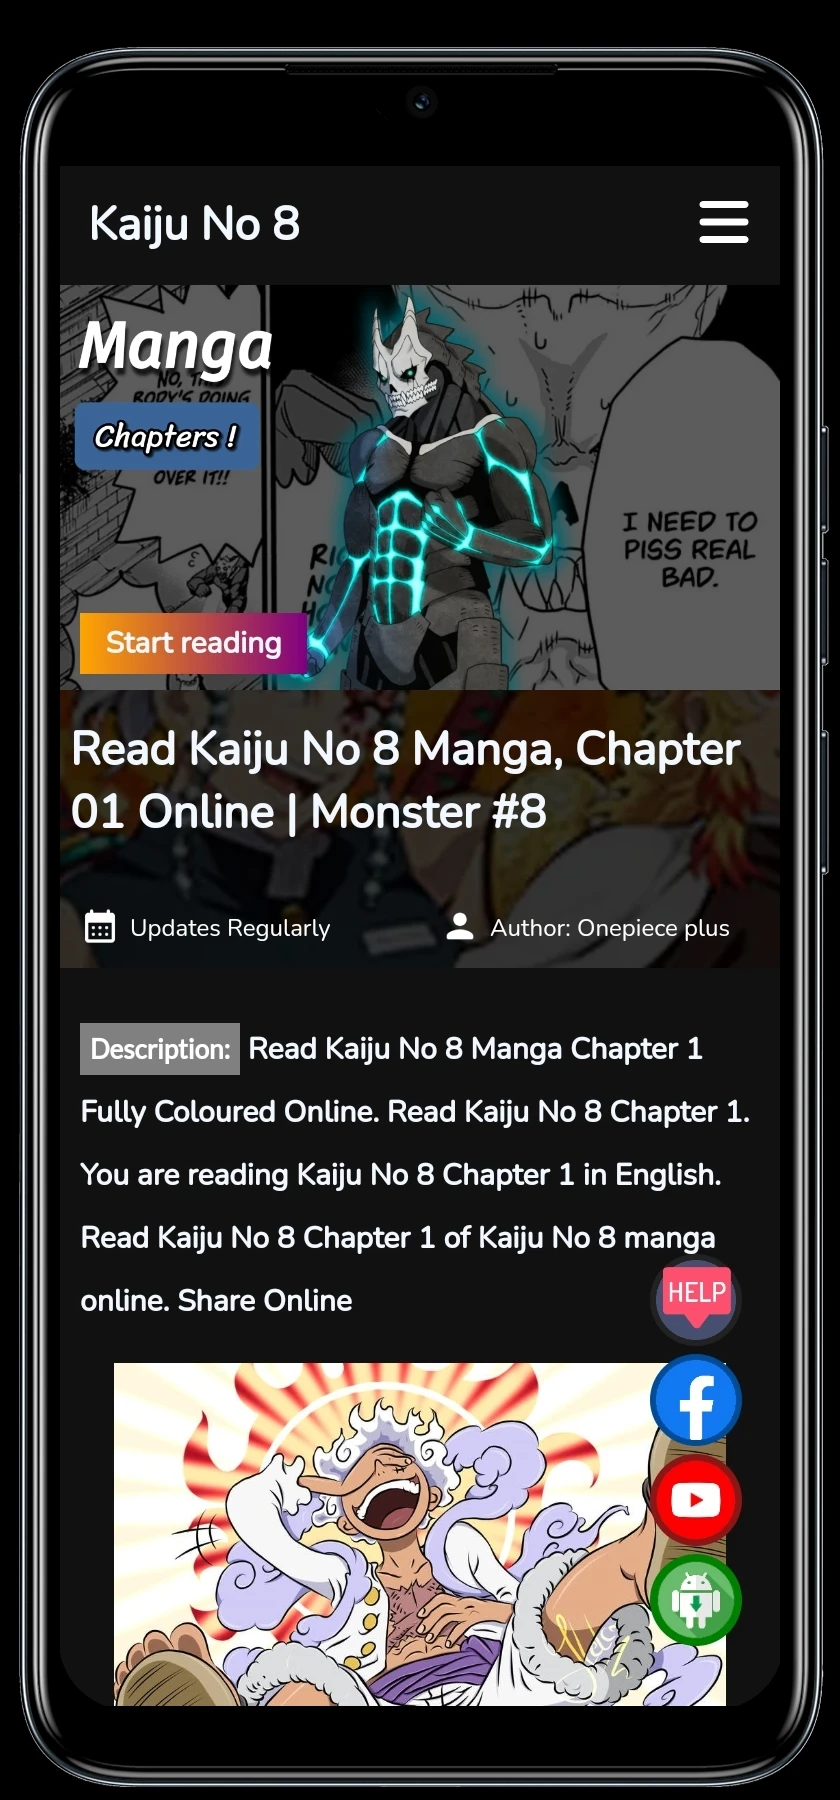 Kaiju No 8
Manga
NO,
BODY'S DOING
Chapters !
OVER IT!!
I NEED TO
PISS REAL
BAD.
Start reading
Read Kaiju No 8 Manga, Chapter
01 Online | Monster #8
Updates Regularly
Author: Onepiece plus
Description: Read Kaiju No 8 Manga Chapter 1
Fully Coloured Online. Read Kaiju No 8 Chapter 1.
You are reading Kaiju No 8 Chapter 1 in English.
Read Kaiju No 8 Chapter 1 of Kaiju No 8 manga
online. Share Online
HELP